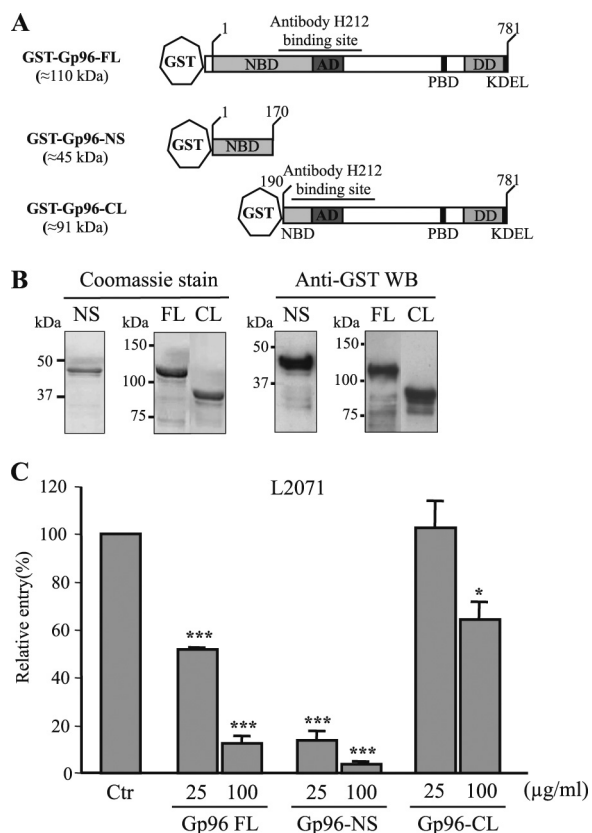 A
GST-Gp96-FL
(≈110 kDa)
GST
1
Antibody H212
binding site
781
NBD
AD
PBD
DD
KDEL
GST-Gp96-NS
(≈45 kDa)
GST
1
170
NBD
GST-Gp96-CL
(≈91 kDa)
GST
190
Antibody H212
binding site
781
NBD
AD
PBD
DD
KDEL
B
Coomassie stain
Anti-GST WB
kDa NS kDa FL CL kDa NS kDa FL CL
50
37
150
100
75
50
37
150
100
75
C
L2071
Relative entry(%)
120
100
80
60
40
20
0
***
***
***
***
*
Ctr 25 100 25 100 25 100 (µg/ml)
Gp96 FL Gp96-NS Gp96-CL